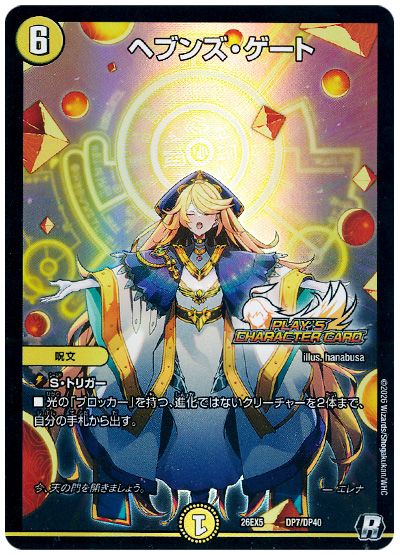 6
ヘブンズ・ゲート
PLAY'S
CHARACTER CARD
illus. hanabusa
呪文
S・トリガー
■ 光の「ブロッカー」を持つ、進化ではないクリーチャーを2体まで、
自分の手札から出す。
©2026 Wizards/Shogakukan/WHC
今、天の門を開きましょう。 ― エレナ
1
26EX5 DP7/DP40
R